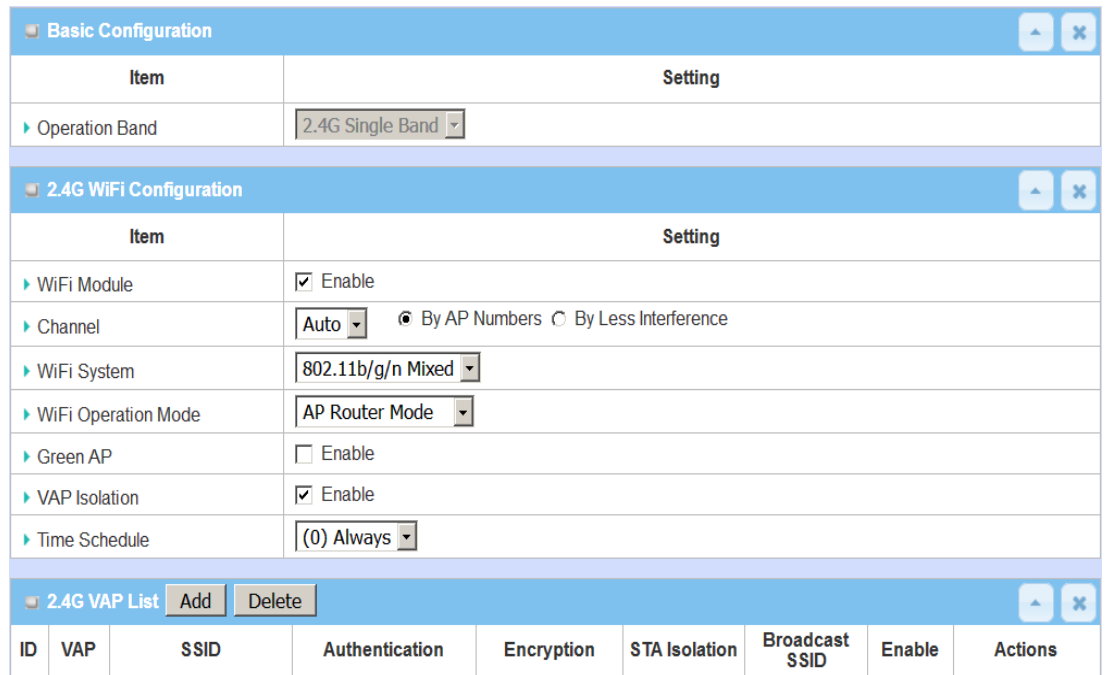 Basic Configuration
Item Setting
Operation Band 2.4G Single Band
2.4G WiFi Configuration
Item Setting
WiFi Module Enable
Channel Auto By AP Numbers By Less Interference
WiFi System 802.11b/g/n Mixed
WiFi Operation Mode AP Router Mode
Green AP Enable
VAP Isolation Enable
Time Schedule (0) Always
2.4G VAP List Add Delete
ID VAP SSID Authentication Encryption STA Isolation Broadcast SSID Enable Actions